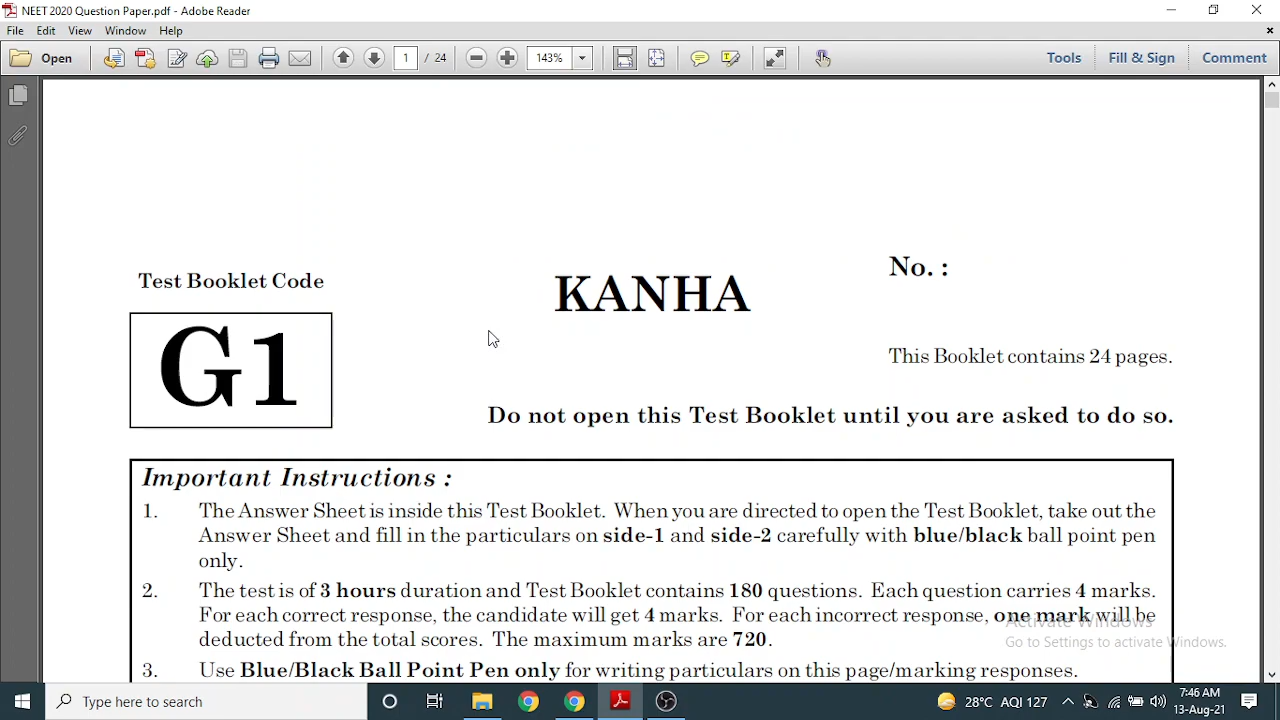 NEET 2020 Question Paper.pdf - Adobe Reader
File Edit View Window Help
Open 1 / 24 143% Tools Fill & Sign Comment
Test Booklet Code
G1
KANHA
No. :
This Booklet contains 24 pages.
Do not open this Test Booklet until you are asked to do so.
Important Instructions :
1. The Answer Sheet is inside this Test Booklet. When you are directed to open the Test Booklet, take out the
Answer Sheet and fill in the particulars on side-1 and side-2 carefully with blue/black ball point pen
only.
2. The test is of 3 hours duration and Test Booklet contains 180 questions. Each question carries 4 marks.
For each correct response, the candidate will get 4 marks. For each incorrect response, one mark will be
deducted from the total scores. The maximum marks are 720.
3. Use Blue/Black Ball Point Pen only for writing particulars on this page/marking responses.
Activate Windows
Go to Settings to activate Windows.
Type here to search
28°C AQI 127
7:46 AM
13-Aug-21